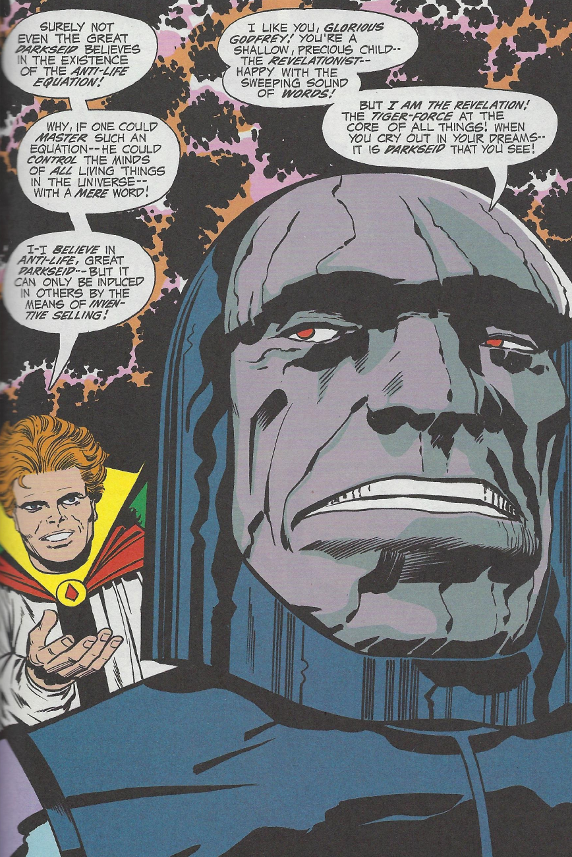 SURELY NOT
EVEN THE GREAT
DARKSEID BELIEVES
IN THE EXISTENCE
OF THE ANTI-LIFE
EQUATION!
WHY, IF ONE COULD
MASTER SUCH AN
EQUATION--HE COULD
CONTROL THE MINDS
OF ALL LIVING THINGS
IN THE UNIVERSE--
WITH A MERE WORD!
I-I BELIEVE IN
ANTI-LIFE, GREAT
DARKSEID--BUT IT
CAN ONLY BE INDUCED
IN OTHERS BY THE
MEANS OF INVEN-
TIVE SELLING!
I LIKE YOU, GLORIOUS
GODFREY! YOU'RE A
SHALLOW, PRECIOUS CHILD--
THE REVELATIONIST--
HAPPY WITH THE
SWEEPING SOUND
OF WORDS!
BUT I AM THE REVELATION!
THE TIGER-FORCE AT THE
CORE OF ALL THINGS! WHEN
YOU CRY OUT IN YOUR DREAMS--
IT IS DARKSEID THAT YOU SEE!